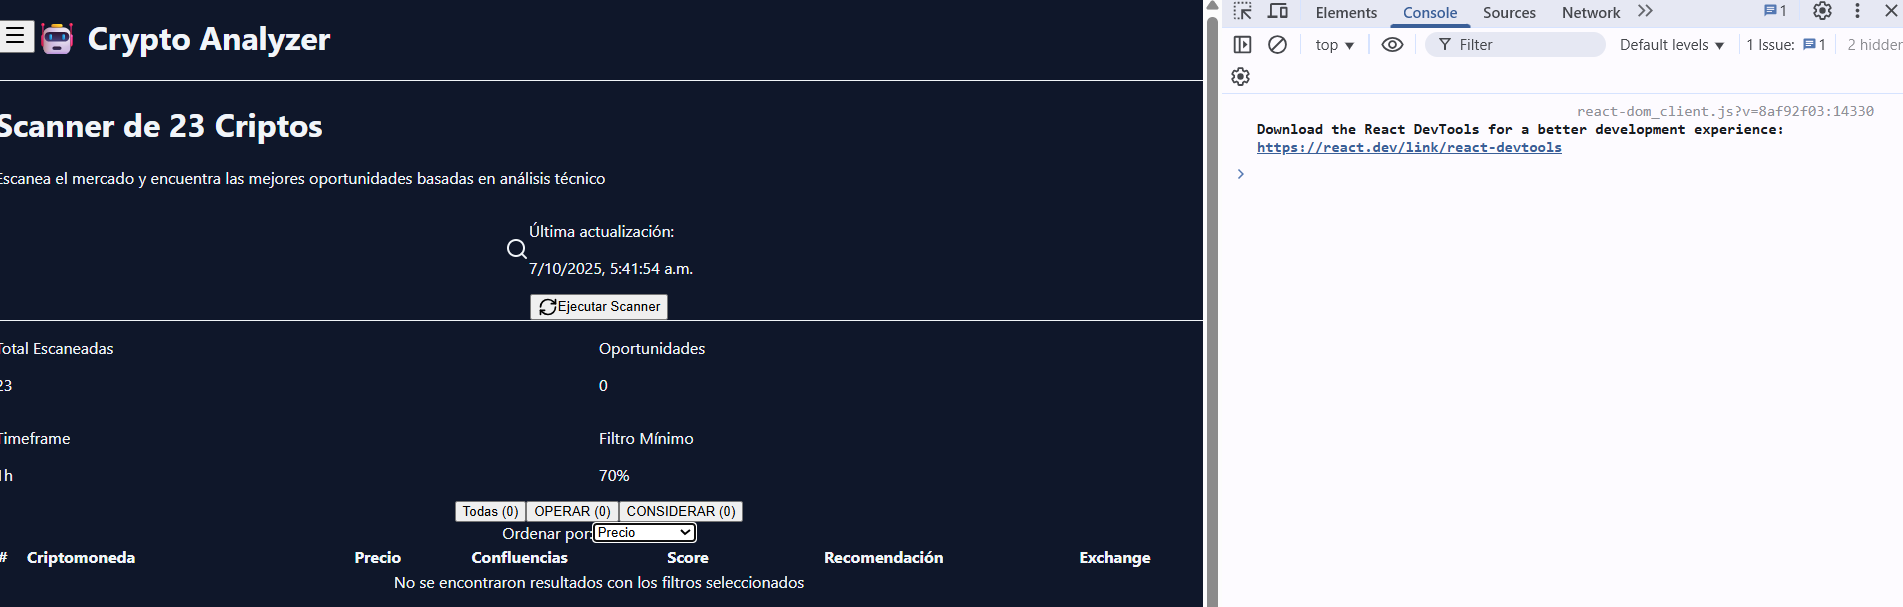 Crypto Analyzer
Scanner de 23 Criptos
Escanea el mercado y encuentra las mejores oportunidades basadas en análisis técnico
Última actualización:
7/10/2025, 5:41:54 a.m.
Ejecutar Scanner
Total Escaneadas
23
Oportunidades
0
Timeframe
1h
Filtro Mínimo
70%
Todas (0) OPERAR (0) CONSIDERAR (0)
Ordenar por: Precio
# Criptomoneda Precio Confluencias Score Recomendación Exchange
No se encontraron resultados con los filtros seleccionados
Elements Console Sources Network 1
top Filter Default levels 1 Issue: 1 2 hidden
react-dom_client.js?v=8af92f03:14330
Download the React DevTools for a better development experience:
https://react.dev/link/react-devtools